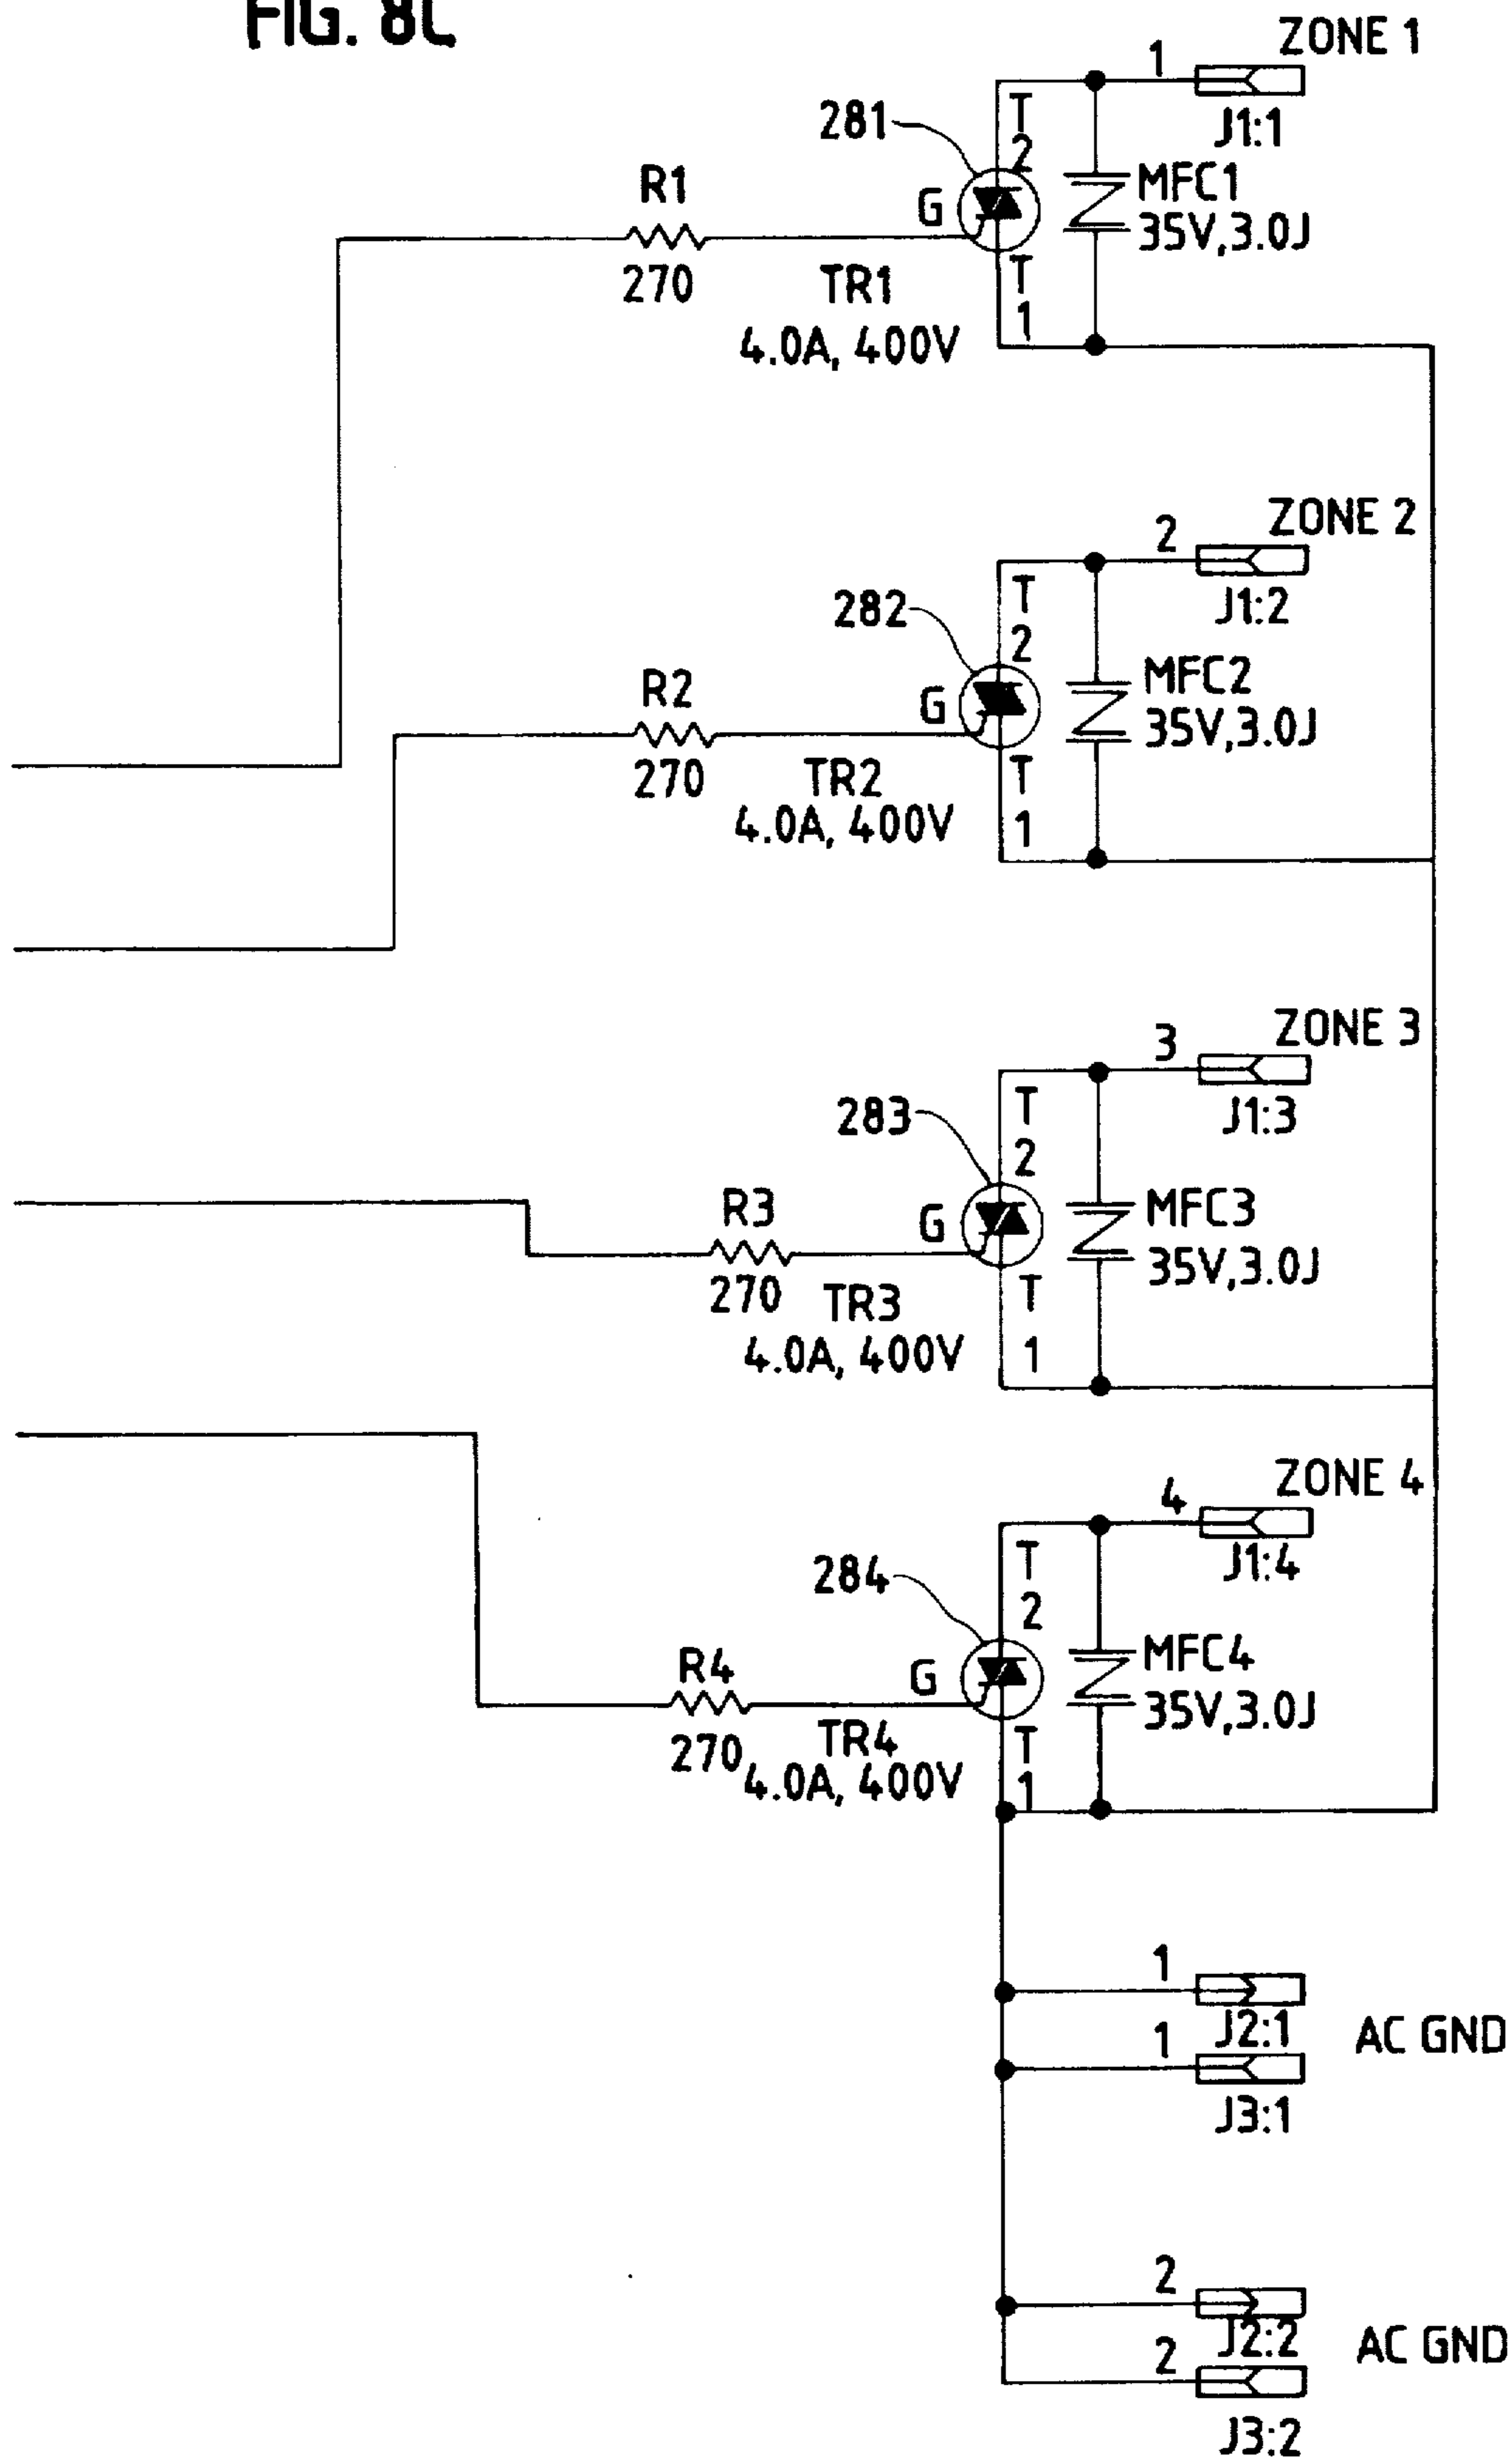 FIG. 8C
ZONE 1
1
J1:1
281
T
2
R1
G
MFC1
35V,3.0J
270
TR1
4.0A, 400V
T
1
ZONE 2
2
J1:2
282
T
2
R2
G
MFC2
35V,3.0J
270
TR2
4.0A, 400V
T
1
ZONE 3
3
J1:3
283
T
2
R3
G
MFC3
35V,3.0J
270
TR3
4.0A, 400V
T
1
ZONE 4
4
J1:4
284
T
2
R4
G
MFC4
35V,3.0J
270
TR4
4.0A, 400V
T
1
1
J2:1
AC GND
1
J3:1
2
J2:2
AC GND
2
J3:2